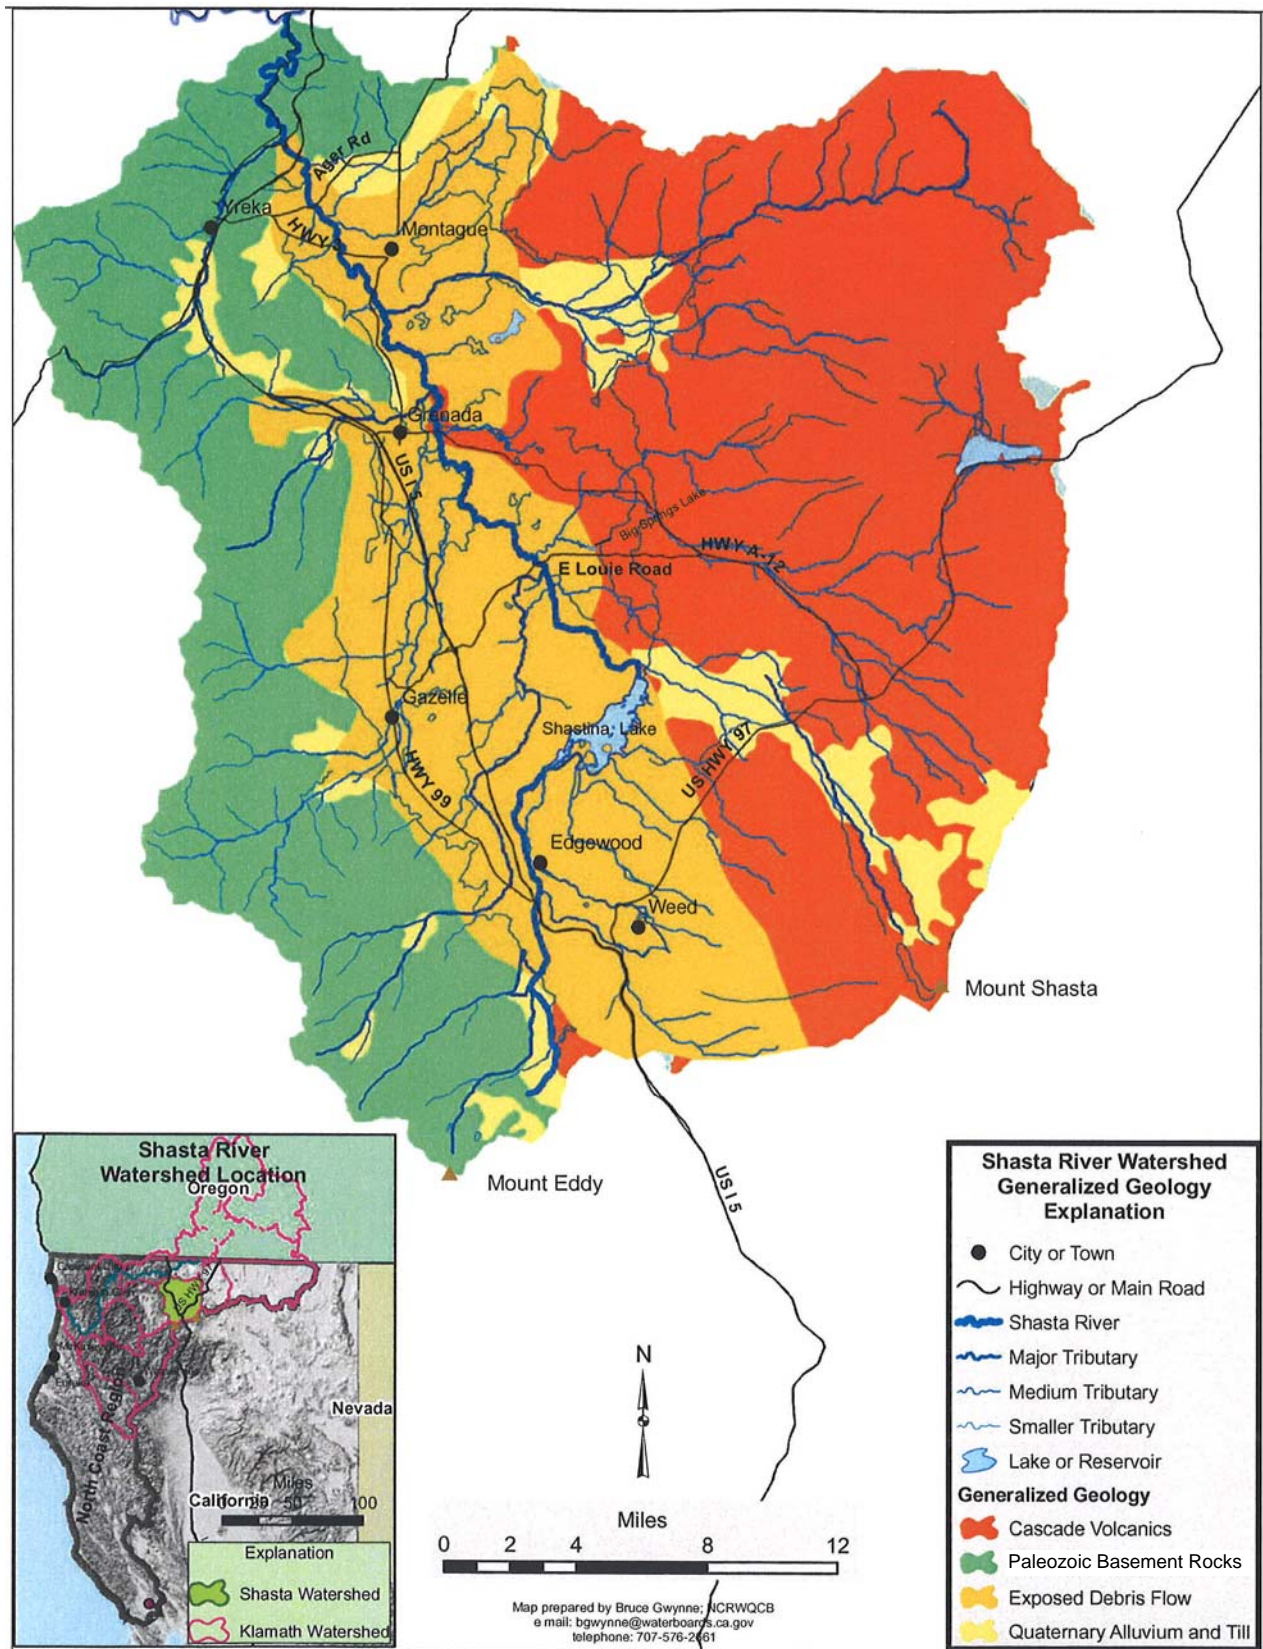 Ager Rd
Yreka
HWY 3
Montague
Grenada
US I 5
Big Springs Lake
HWY A-12
E Louie Road
Gazelle
Shastina, Lake
HWY 99
US HWY 97
Edgewood
Weed
Mount Shasta
Mount Eddy
US I 5
Shasta River
Watershed Location
Oregon
US HWY 97
North Coast Region
Nevada
California
Miles
50
100
Explanation
Shasta Watershed
Klamath Watershed
N
Miles
0 2 4 8 12
Map prepared by Bruce Gwynne; NCRWQCB
e mail: bgwynne@waterboards.ca.gov
telephone: 707-576-2661
Shasta River Watershed
Generalized Geology
Explanation
City or Town
Highway or Main Road
Shasta River
Major Tributary
Medium Tributary
Smaller Tributary
Lake or Reservoir
Generalized Geology
Cascade Volcanics
Paleozoic Basement Rocks
Exposed Debris Flow
Quaternary Alluvium and Till